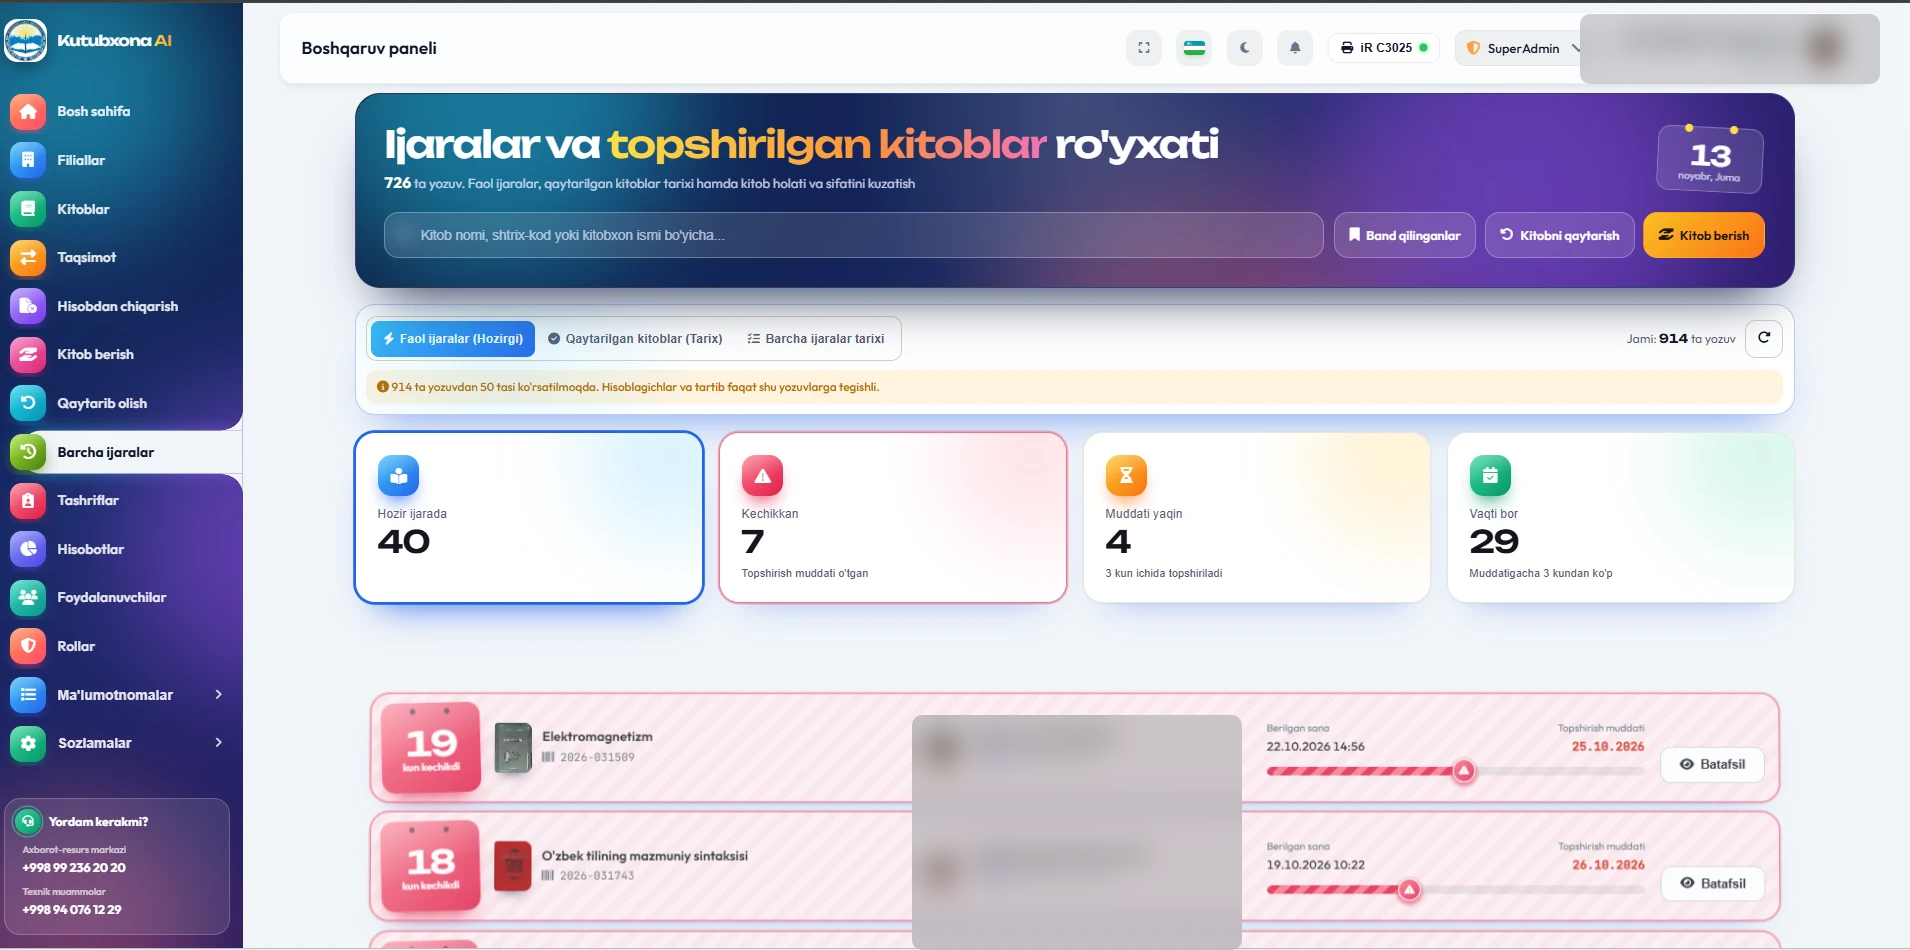 Kutubxona AI
Bosh sahifa
Filiallar
Kitoblar
Taqsimot
Hisobdan chiqarish
Kitob berish
Qaytarib olish
Barcha ijaralar
Tashriflar
Hisobotlar
Foydalanuvchilar
Rollar
Ma'lumotnomalar
Sozlamalar
Yordam kerakmi?
Axborot-resurs markazi
+998 99 236 20 20
Texnik muammolar
+998 94 076 12 29
Boshqaruv paneli
iR C3025
SuperAdmin
Ijaralar va topshirilgan kitoblar ro'yxati
726 ta yozuv. Faol ijaralar, qaytarilgan kitoblar tarixi hamda kitob holati va sifatini kuzatish
13
noyabr, Juma
Kitob nomi, shtrix-kod yoki kitobxon ismi bo'yicha...
Band qilinganlar
Kitobni qaytarish
Kitob berish
Faol ijaralar (Hozirgi)
Qaytarilgan kitoblar (Tarix)
Barcha ijaralar tarixi
Jami: 914 ta yozuv
914 ta yozuvdan 50 tasi ko'rsatilmoqda. Hisoblagichlar va tartib faqat shu yozuvlarga tegishli.
Hozir ijarada
40
Kechikkan
7
Topshirish muddati o'tgan
Muddati yaqin
4
3 kun ichida topshiriladi
Vaqti bor
29
Muddatigacha 3 kundan ko'p
19
kun kechikdi
Elektromagnetizm
2026-031509
Berilgan sana
22.10.2026 14:56
Topshirish muddati
25.10.2026
Batafsil
18
kun kechikdi
O'zbek tilining mazmuniy sintaksisi
2026-031743
Berilgan sana
19.10.2026 10:22
Topshirish muddati
26.10.2026
Batafsil